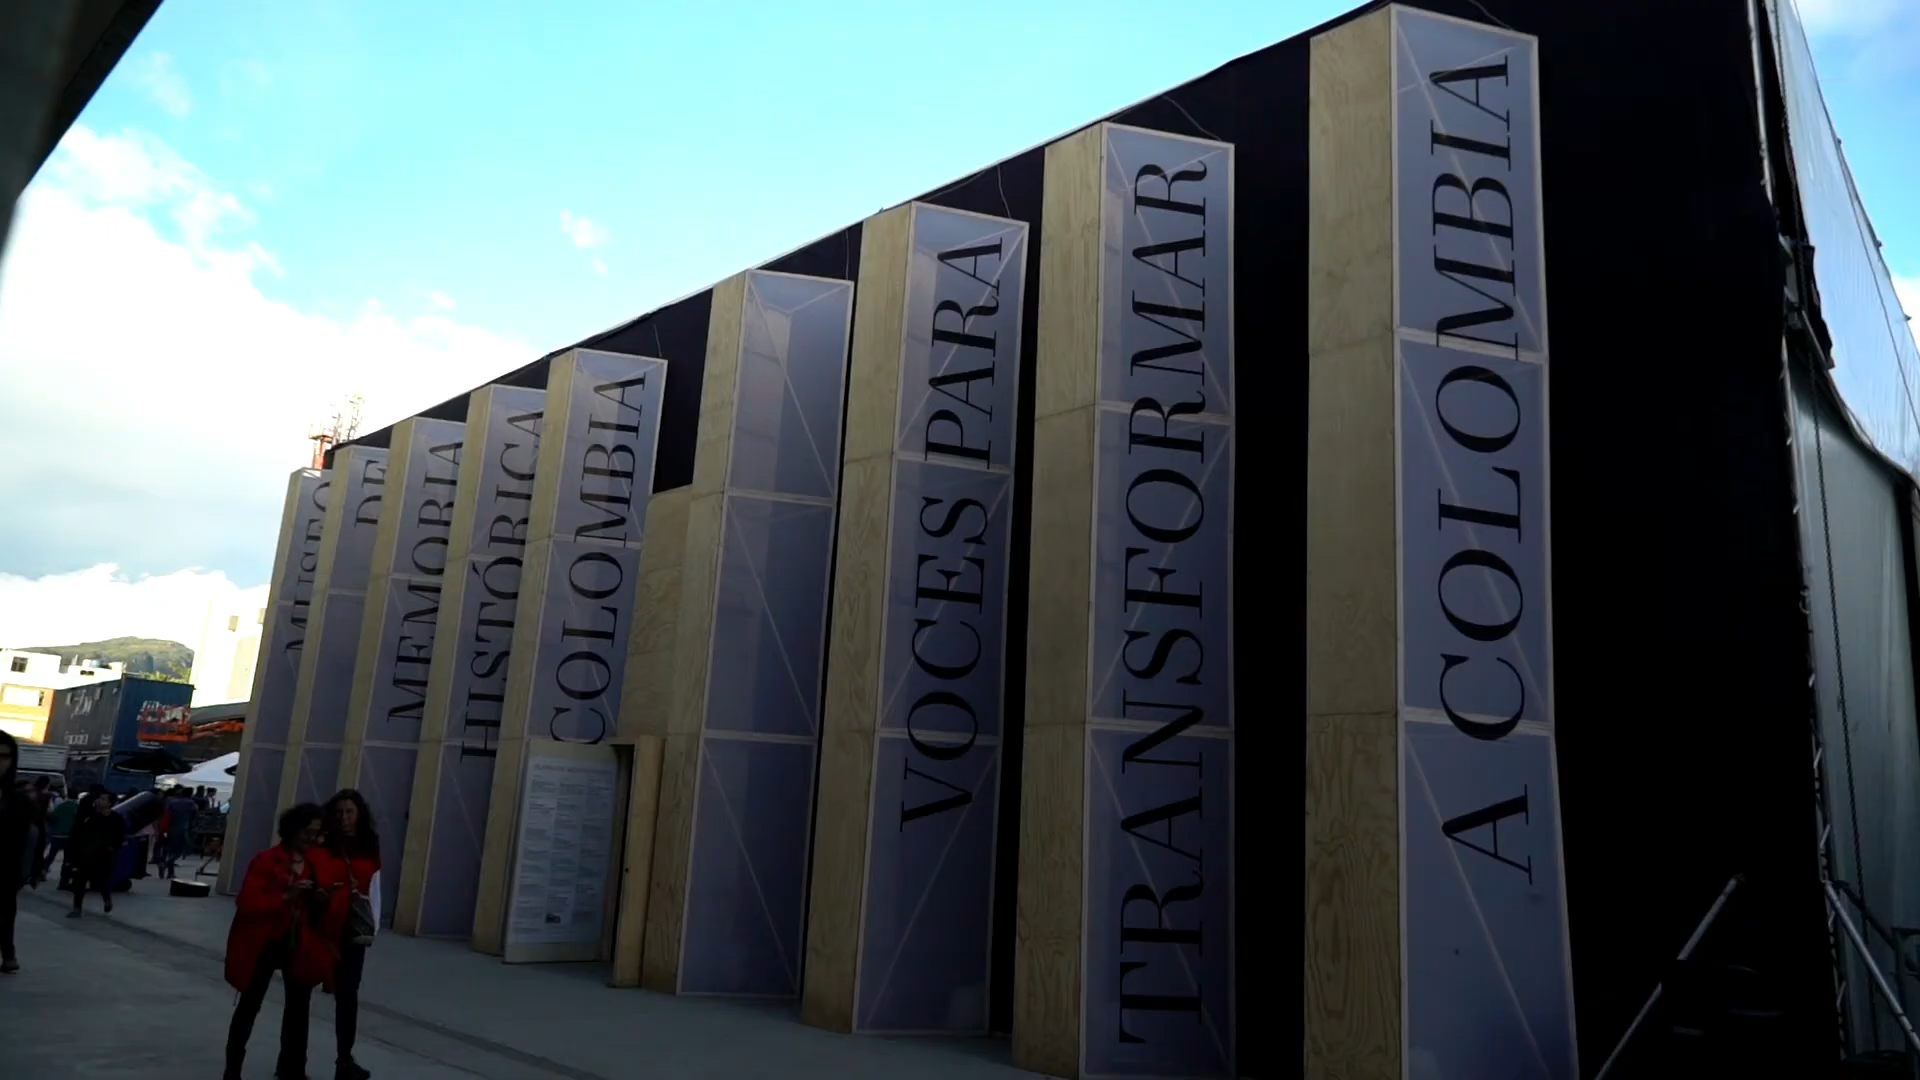 MUSEO
DE
MEMORIA
HISTÓRICA
COLOMBIA
VOCES PARA
TRANSFORMAR
A COLOMBIA